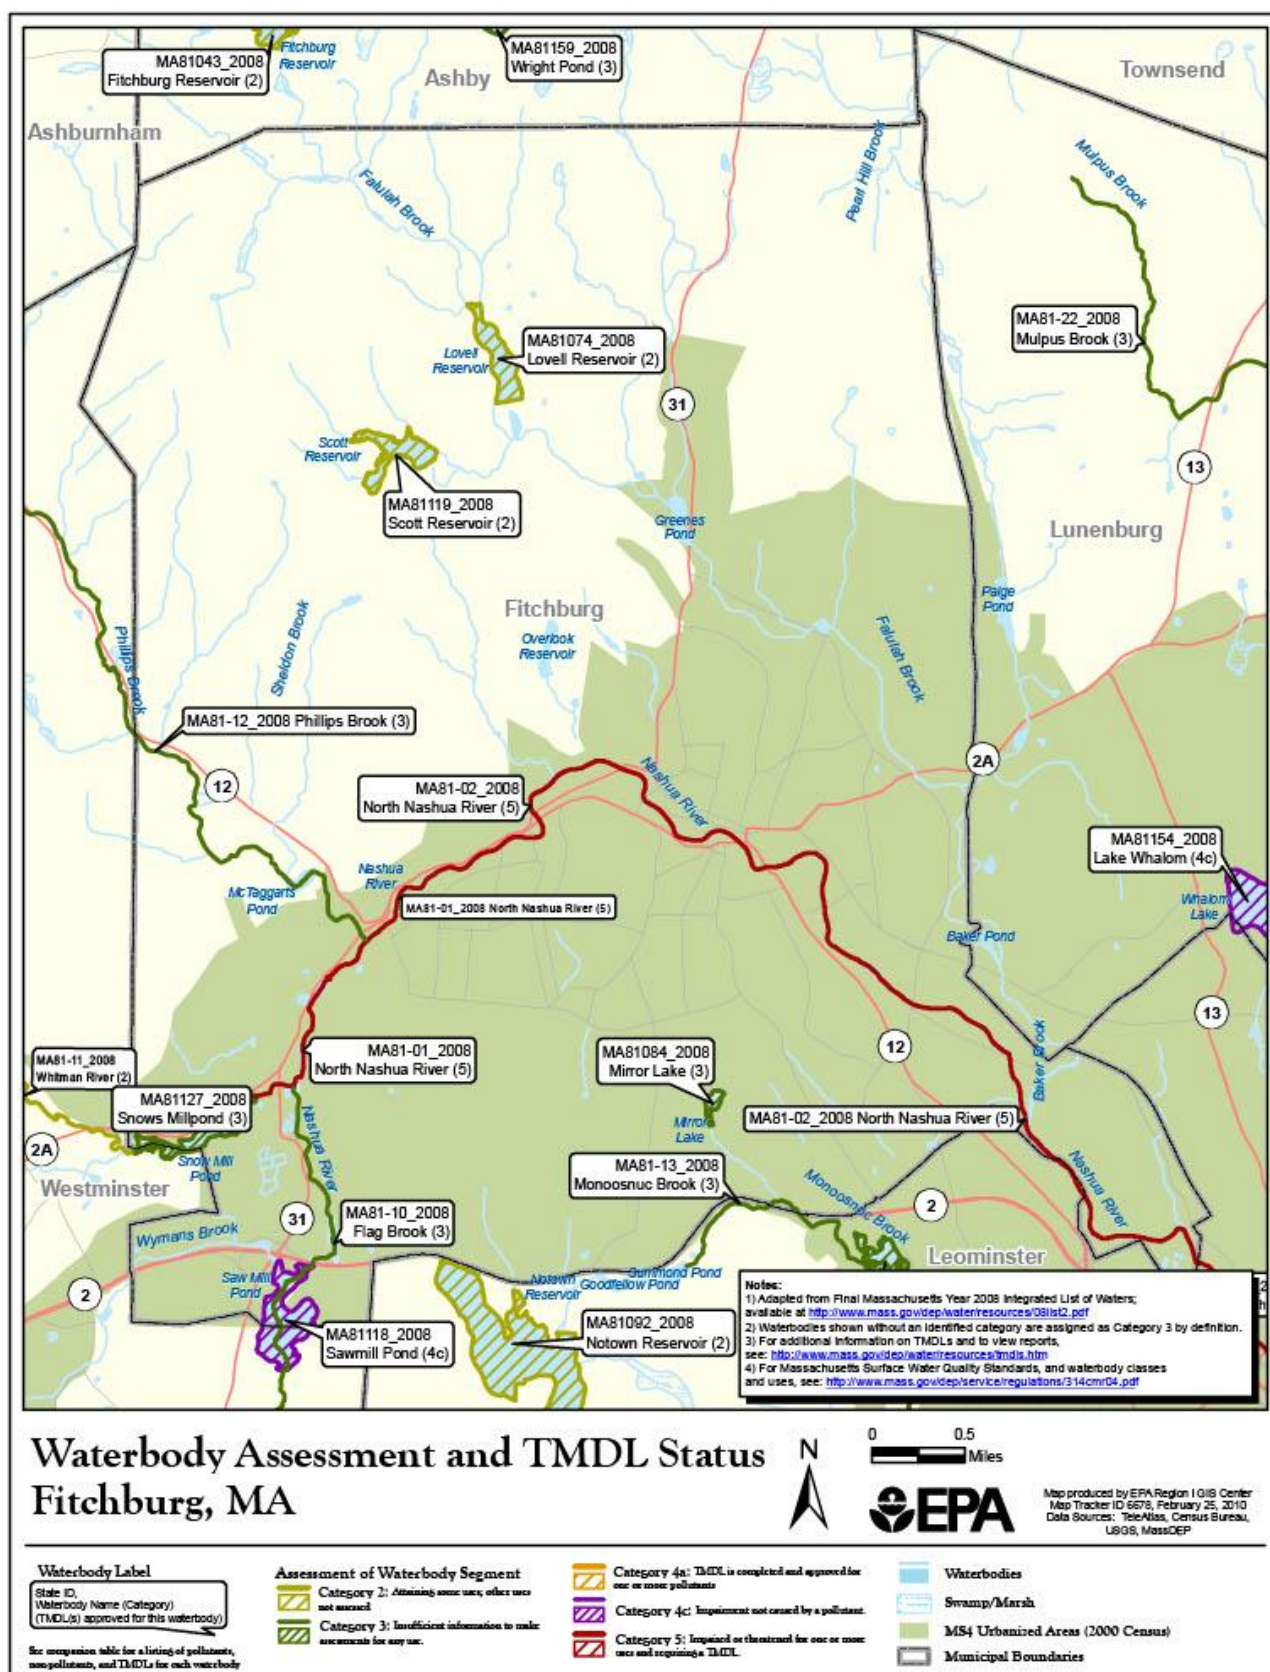 MA81043_2008
Fitchburg Reservoir (2)
Fitchburg
Reservoir
MA81159_2008
Wright Pond (3)
Ashby
Townsend
Ashburnham
Falulah Brook
Pearl Hill Brook
Mulpus Brook
MA81-22_2008
Mulpus Brook (3)
Lovell
Reservoir
MA81074_2008
Lovell Reservoir (2)
31
Scott
Reservoir
MA81119_2008
Scott Reservoir (2)
13
Greenes
Pond
Lunenburg
Fitchburg
Paige
Pond
Phillips Brook
Sheldon Brook
Overlook
Reservoir
Falulah Brook
MA81-12_2008 Phillips Brook (3)
12
2A
MA81-02_2008
North Nashua River (5)
Nashua River
MA81154_2008
Lake Whalom (4c)
Whalom
Lake
McTaggarts
Pond
Nashua
River
MA81-01_2008 North Nashua River (5)
Baker Pond
13
12
Baker Brook
MA81-11_2008
Whitman River (2)
MA81-01_2008
North Nashua River (5)
MA81084_2008
Mirror Lake (3)
MA81127_2008
Snows Millpond (3)
Nashua River
Mirror
Lake
MA81-02_2008 North Nashua River (5)
2A
Snow Mill
Pond
Westminster
MA81-13_2008
Monoosnuc Brook (3)
Monoosnuc Brook
Nashua River
2
31
MA81-10_2008
Flag Brook (3)
Wymans Brook
Leominster
2
Saw Mill
Pond
Notown
Reservoir
Goodfellow Pond
Gummond Pond
MA81118_2008
Sawmill Pond (4c)
MA81092_2008
Notown Reservoir (2)
Notes:
1) Adapted from Final Massachusetts Year 2008 Integrated List of Waters;
available at http://www.mass.gov/dep/water/resources/08list2.pdf
2) Waterbodies shown without an identified category are assigned as Category 3 by definition.
3) For additional information on TMDLs and to view reports,
see: http://www.mass.gov/dep/water/resources/tmdls.htm
4) For Massachusetts Surface Water Quality Standards, and waterbody classes
and uses, see: http://www.mass.gov/dep/service/regulations/314cmr04.pdf
Waterbody Assessment and TMDL Status
Fitchburg, MA
N
0 0.5
Miles
EPA
Map produced by EPA Region I GIS Center
Map Tracker ID 6678, February 25, 2010
Data Sources: TeleAtlas, Census Bureau,
USGS, MassDEP
Waterbody Label
State ID,
Waterbody Name (Category)
(TMDL(s) approved for this waterbody)
See companion table for a listing of pollutants,
non-pollutants, and TMDLs for each waterbody
Assessment of Waterbody Segment
Category 2: Attaining some uses; other uses
not assessed
Category 3: Insufficient information to make
assessments for any use.
Category 4a: TMDL is completed and approved for
one or more pollutants
Category 4c: Impairment not caused by a pollutant.
Category 5: Impaired or threatened for one or more
uses and requiring a TMDL.
Waterbodies
Swamp/Marsh
MS4 Urbanized Areas (2000 Census)
Municipal Boundaries